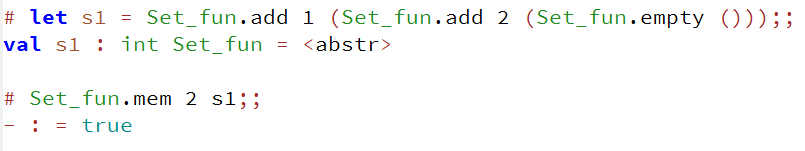 # let s1 = Set_fun.add 1 (Set_fun.add 2 (Set_fun.empty ()));;
val s1 : int Set_fun = <abstr>
# Set_fun.mem 2 s1;;
- : = true